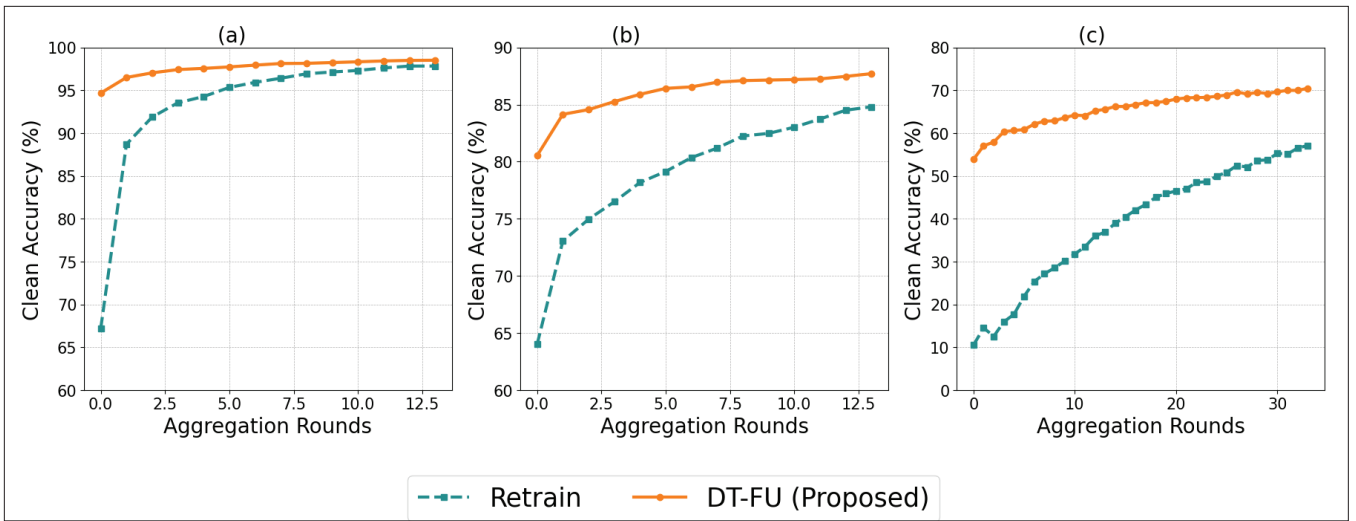 (a)
100
95
90
85
80
75
70
65
60
Clean Accuracy (%)
0.0 2.5 5.0 7.5 10.0 12.5
Aggregation Rounds
(b)
90
85
80
75
70
65
60
Clean Accuracy (%)
0.0 2.5 5.0 7.5 10.0 12.5
Aggregation Rounds
(c)
80
70
60
50
40
30
20
10
0
Clean Accuracy (%)
0 10 20 30
Aggregation Rounds
Retrain DT-FU (Proposed)